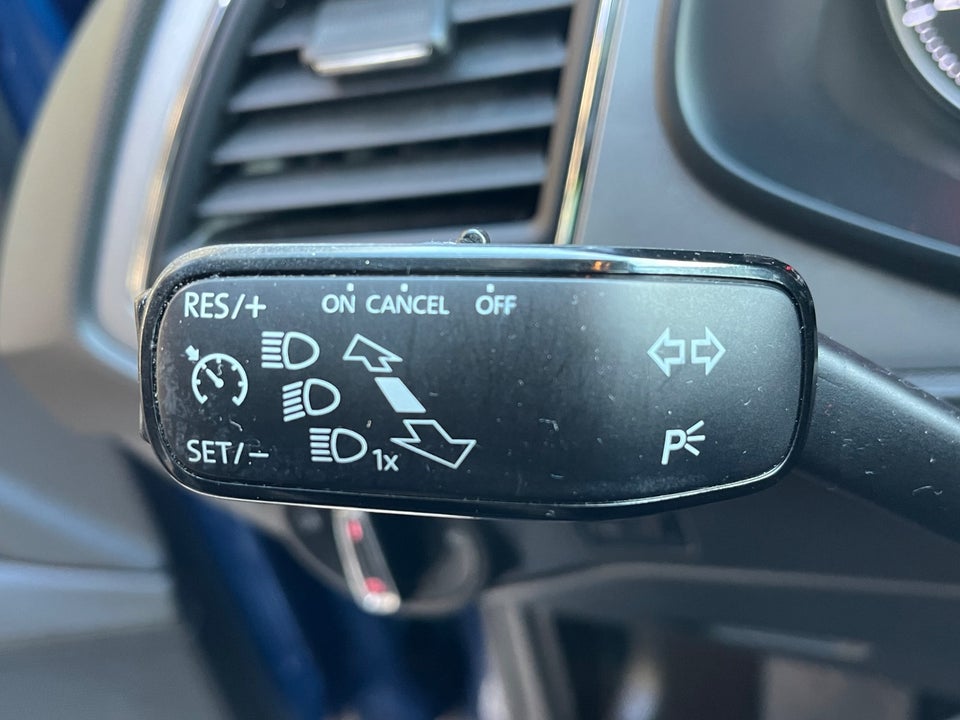 RES/+ ON CANCEL OFF
1x
SET/- P